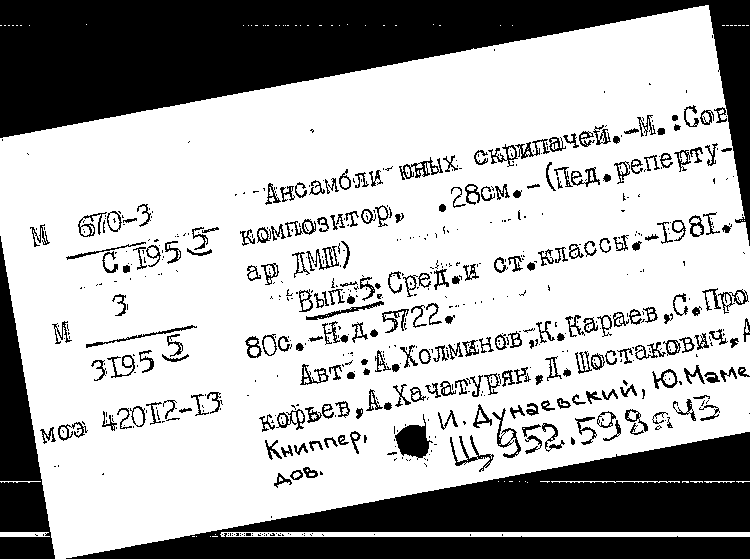 Ансамбли юных скрипачей.-М.:Сов
композитор, .28см.-(Пед.реперту-
ар ДМШ)
Вып.5:Сред.и ст.классы.-1981.-
80с.-Н.д.5722.
Авт.:А.Холминов,К.Караев,С.Про
кофьев,А.Хачатурян,Д.Шостакович,А
Книппер, И. Дунаевский, Ю.Маме
дов.
Щ 952.598я43
М 670-3
С.1955
М 3
31955
моэ 42012-13